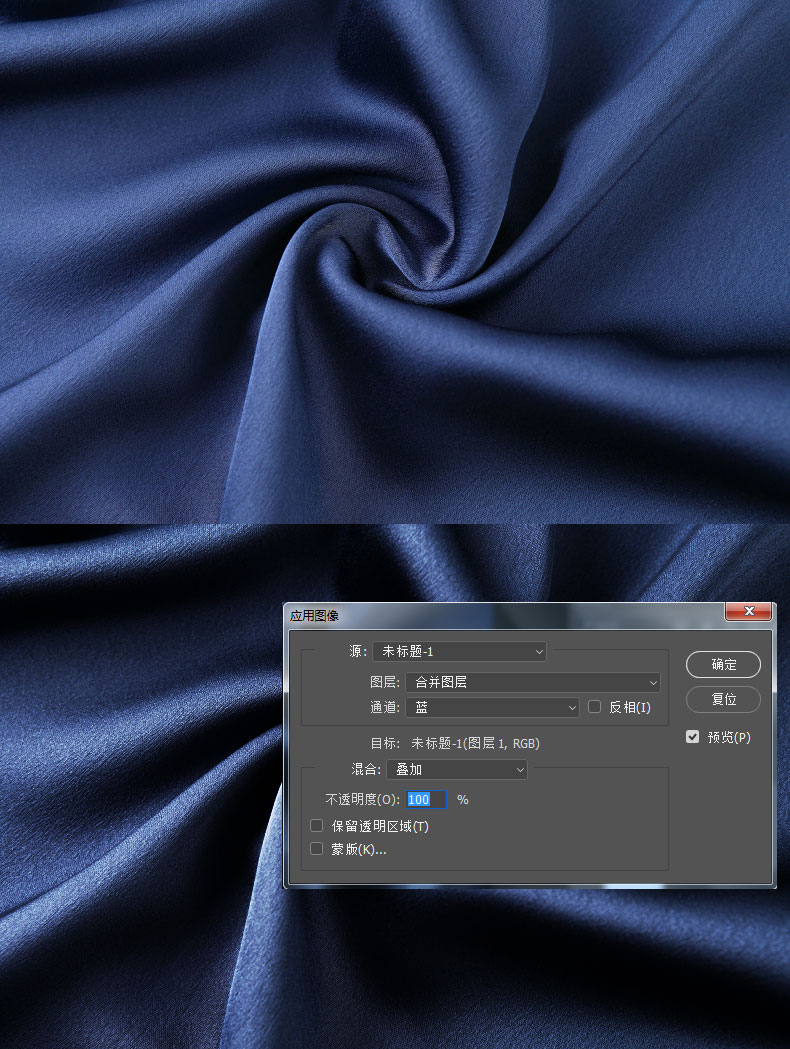 应用图像
源: 未标题-1
图层: 合并图层
通道: 蓝 反相(I)
目标: 未标题-1(图层 1, RGB)
混合: 叠加
不透明度(O): 100 %
保留透明区域(T)
蒙版(K)...
确定
复位
预览(P)